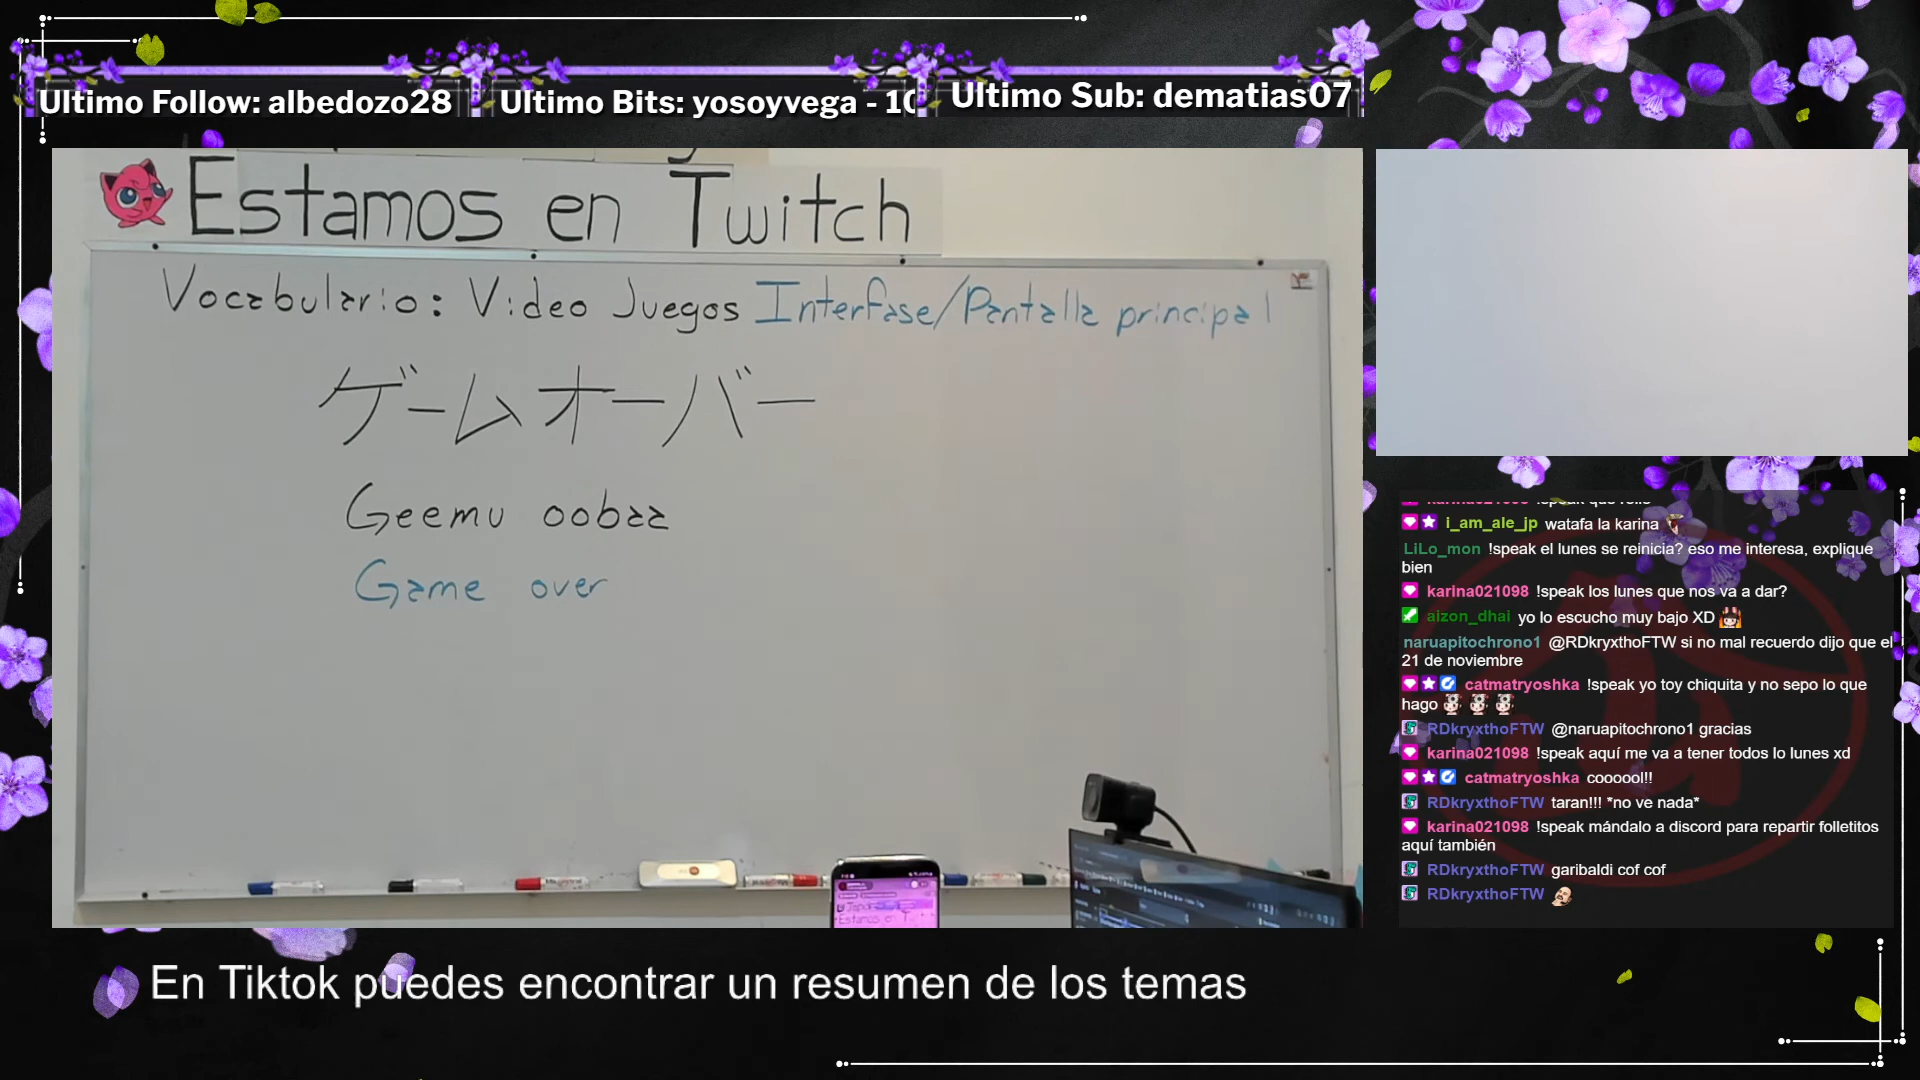 Ultimo Follow: albedozo28
Ultimo Bits: yosoyvega - 10
Ultimo Sub: dematias07
Estamos en Twitch
Vocabulario: Video Juegos Interfase/Pantalla principal
ゲームオーバー
Geemu oobaa
Game over
i_am_ale_jp watafa la karina
LiLo_mon !speak el lunes se reinicia? eso me interesa, explique
bien
karina021098 !speak los lunes que nos va a dar?
aizon_dhai yo lo escucho muy bajo XD
naruapitochrono1 @RDkryxthoFTW si no mal recuerdo dijo que el
21 de noviembre
catmatryoshka !speak yo toy chiquita y no sepo lo que
hago
RDkryxthoFTW @naruapitochrono1 gracias
karina021098 !speak aquí me va a tener todos lo lunes xd
catmatryoshka coooool!!
RDkryxthoFTW taran!!! *no ve nada*
karina021098 !speak mándalo a discord para repartir folletitos
aquí también
RDkryxthoFTW garibaldi cof cof
RDkryxthoFTW
En Tiktok puedes encontrar un resumen de los temas